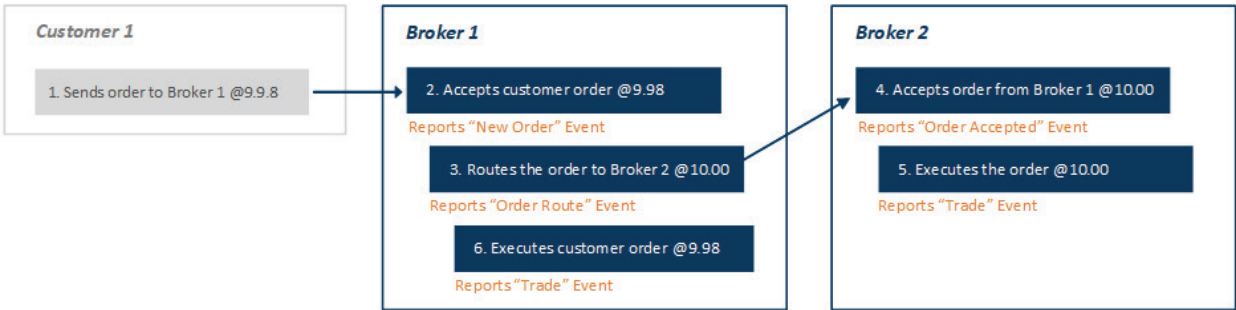 Customer 1
1. Sends order to Broker 1 @9.9.8
Broker 1
2. Accepts customer order @9.98
Reports “New Order” Event
3. Routes the order to Broker 2 @10.00
Reports “Order Route” Event
6. Executes customer order @9.98
Reports “Trade” Event
Broker 2
4. Accepts order from Broker 1 @10.00
Reports “Order Accepted” Event
5. Executes the order @10.00
Reports “Trade” Event